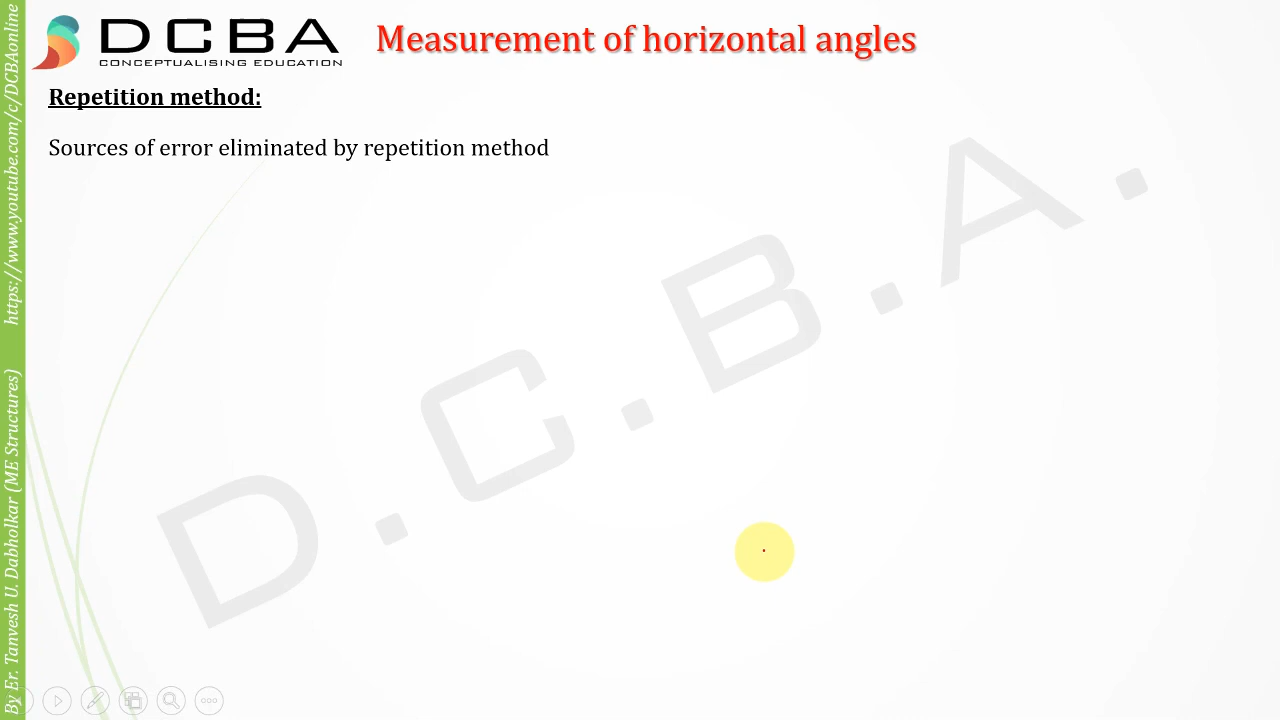 DCBA
CONCEPTUALISING EDUCATION
Measurement of horizontal angles
Repetition method:
Sources of error eliminated by repetition method
D.C.B.A.
By Er. Tanvesh U. Dabholkar (ME Structures) https://www.youtube.com/c/DCBAonline